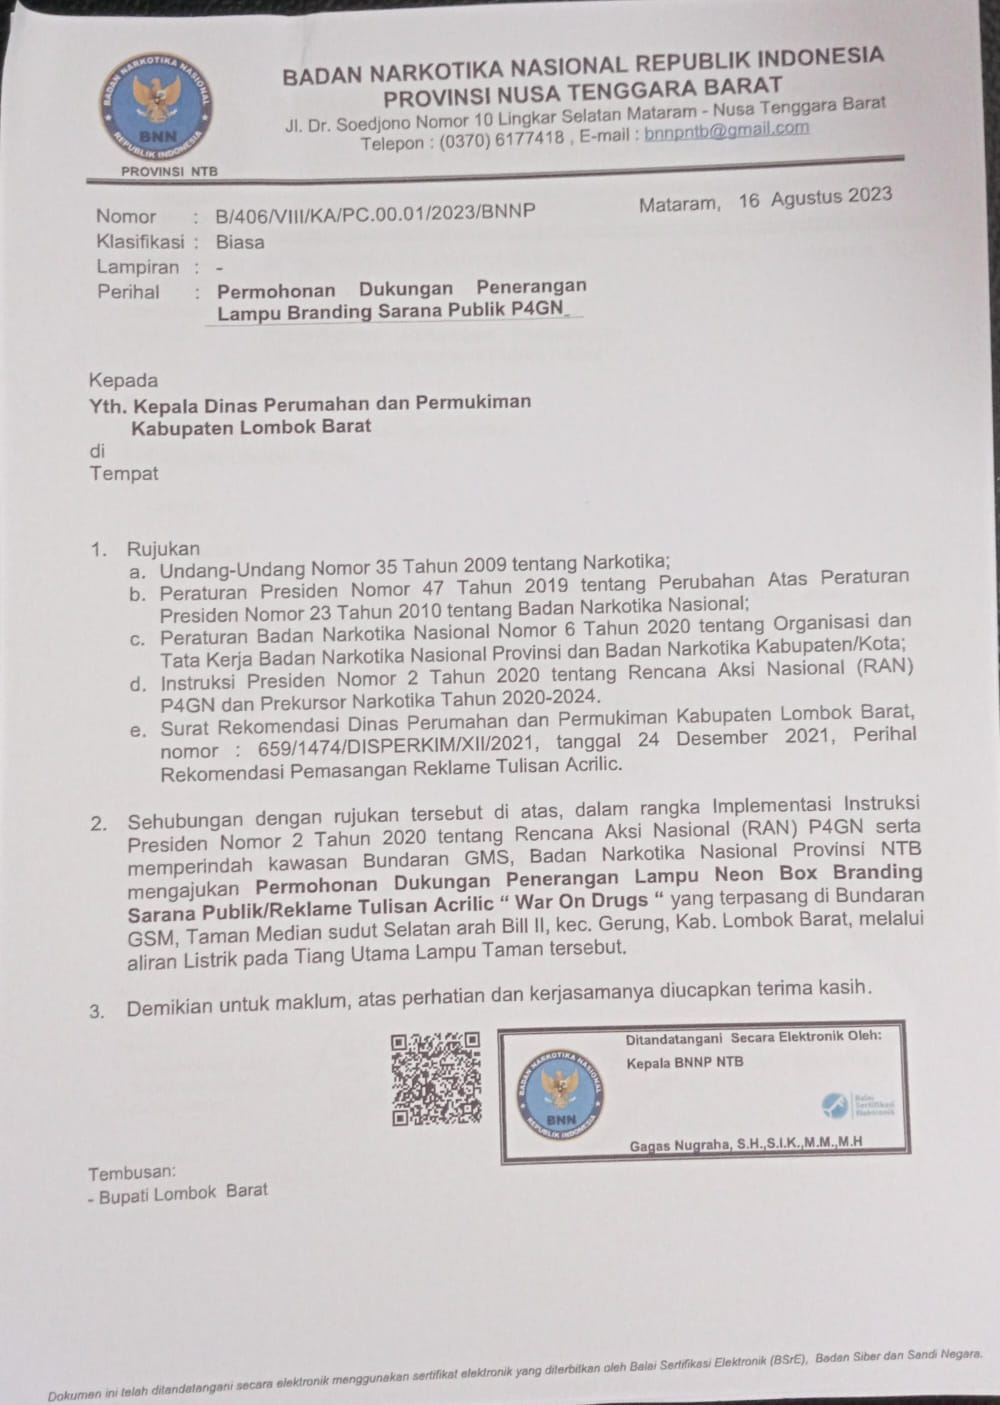 BADAN NARKOTIKA NASIONAL REPUBLIK INDONESIA
PROVINSI NUSA TENGGARA BARAT
Jl. Dr. Soedjono Nomor 10 Lingkar Selatan Mataram - Nusa Tenggara Barat
Telepon : (0370) 6177418 , E-mail : bnnpntb@gmail.com
BADAN NARKOTIKA NASIONAL
BNN
REPUBLIK INDONESIA
PROVINSI NTB
Nomor : B/406/VIII/KA/PC.00.01/2023/BNNP
Mataram, 16 Agustus 2023
Klasifikasi : Biasa
Lampiran : -
Perihal : Permohonan Dukungan Penerangan
Lampu Branding Sarana Publik P4GN
Kepada
Yth. Kepala Dinas Perumahan dan Permukiman
Kabupaten Lombok Barat
di
Tempat
1. Rujukan
a. Undang-Undang Nomor 35 Tahun 2009 tentang Narkotika;
b. Peraturan Presiden Nomor 47 Tahun 2019 tentang Perubahan Atas Peraturan
Presiden Nomor 23 Tahun 2010 tentang Badan Narkotika Nasional;
c. Peraturan Badan Narkotika Nasional Nomor 6 Tahun 2020 tentang Organisasi dan
Tata Kerja Badan Narkotika Nasional Provinsi dan Badan Narkotika Kabupaten/Kota;
d. Instruksi Presiden Nomor 2 Tahun 2020 tentang Rencana Aksi Nasional (RAN)
P4GN dan Prekursor Narkotika Tahun 2020-2024.
e. Surat Rekomendasi Dinas Perumahan dan Permukiman Kabupaten Lombok Barat,
nomor : 659/1474/DISPERKIM/XII/2021, tanggal 24 Desember 2021, Perihal
Rekomendasi Pemasangan Reklame Tulisan Acrilic.
2. Sehubungan dengan rujukan tersebut di atas, dalam rangka Implementasi Instruksi
Presiden Nomor 2 Tahun 2020 tentang Rencana Aksi Nasional (RAN) P4GN serta
memperindah kawasan Bundaran GMS, Badan Narkotika Nasional Provinsi NTB
mengajukan Permohonan Dukungan Penerangan Lampu Neon Box Branding
Sarana Publik/Reklame Tulisan Acrilic “ War On Drugs “ yang terpasang di Bundaran
GSM, Taman Median sudut Selatan arah Bill II, kec. Gerung, Kab. Lombok Barat, melalui
aliran Listrik pada Tiang Utama Lampu Taman tersebut.
3. Demikian untuk maklum, atas perhatian dan kerjasamanya diucapkan terima kasih.
Ditandatangani Secara Elektronik Oleh:
Kepala BNNP NTB
BADAN NARKOTIKA NASIONAL
BNN
REPUBLIK INDONESIA
Balai
Sertifikasi
Elektronik
Gagas Nugraha, S.H.,S.I.K.,M.M.,M.H
Tembusan:
- Bupati Lombok Barat
Dokumen ini telah ditandatangani secara elektronik menggunakan sertifikat elektronik yang diterbitkan oleh Balai Sertifikasi Elektronik (BSrE), Badan Siber dan Sandi Negara.